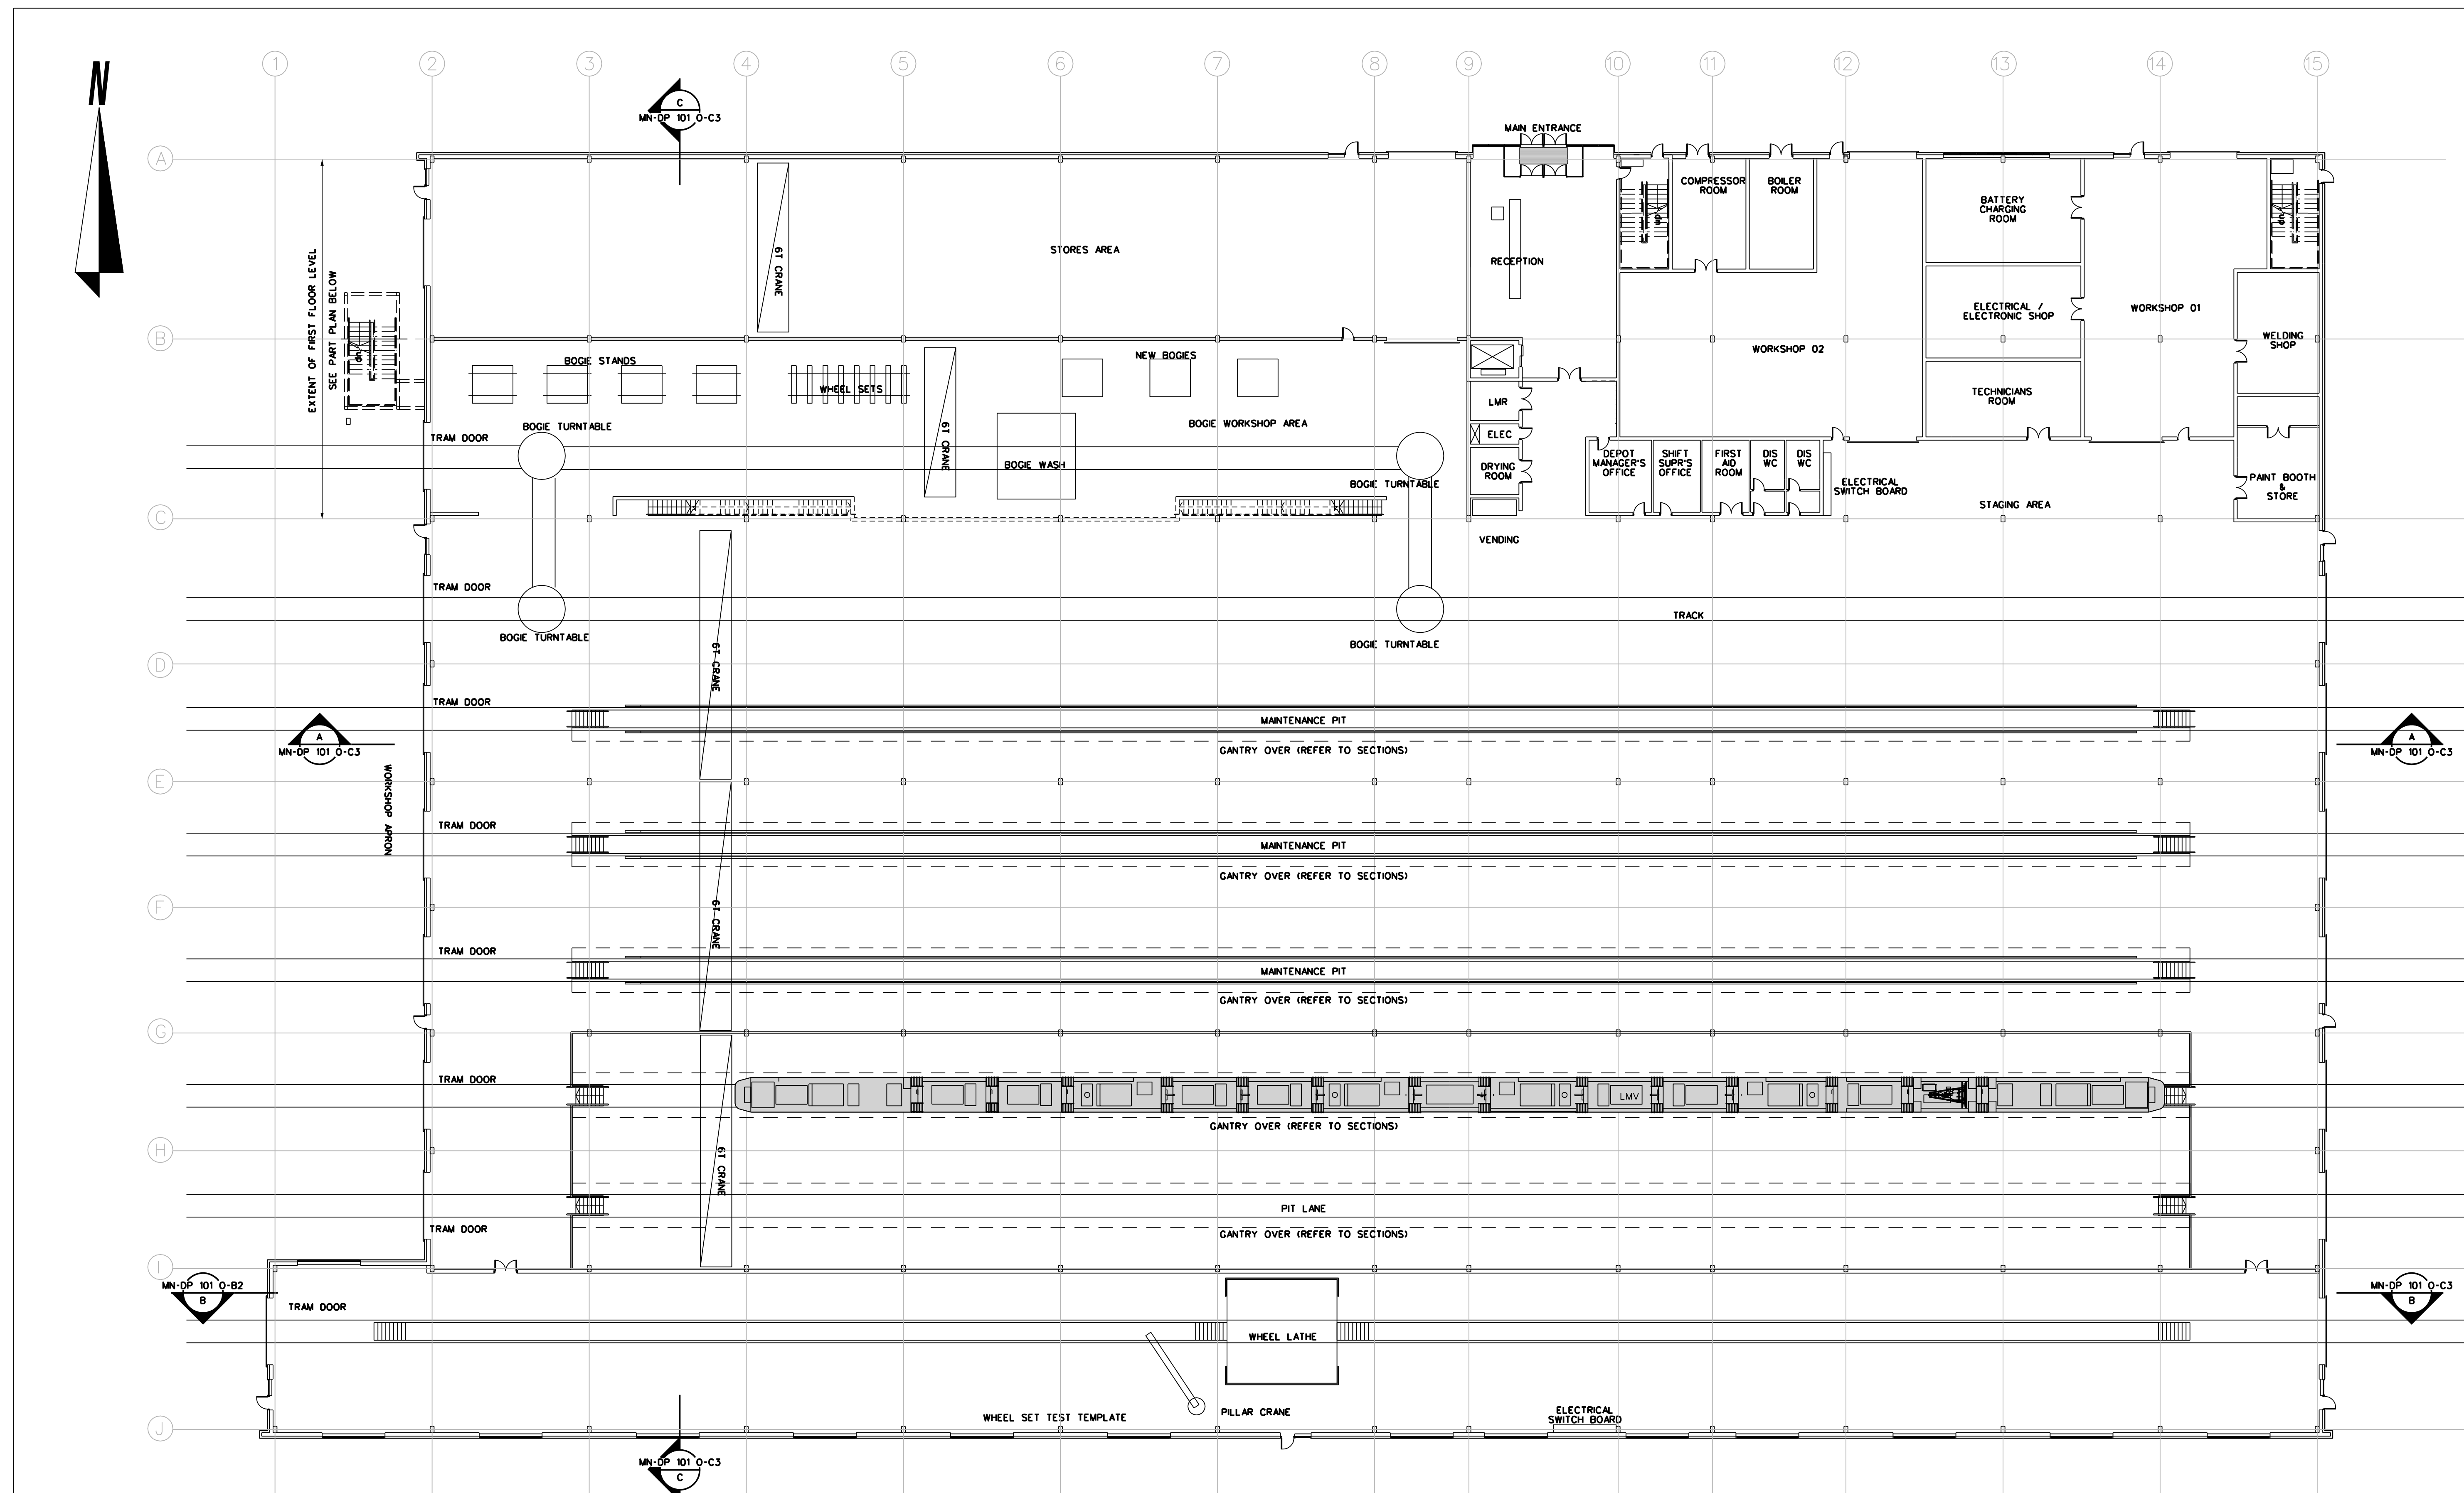 N
1
2
3
4
5
6
7
8
9
10
11
12
13
14
15
C
MN-DP 101 O-C3
MAIN ENTRANCE
A
COMPRESSOR
ROOM
BOILER
ROOM
BATTERY
CHARGING
ROOM
up
up
STORES AREA
6T CRANE
RECEPTION
EXTENT OF FIRST FLOOR LEVEL
SEE PART PLAN BELOW
ELECTRICAL /
ELECTRONIC SHOP
WORKSHOP 01
B
up
WELDING
SHOP
WORKSHOP 02
BOGIE STANDS
NEW BOGIES
WHEEL SETS
TECHNICIANS
ROOM
LMR
BOGIE TURNTABLE
BOGIE WORKSHOP AREA
TRAM DOOR
6T CRANE
ELEC
BOGIE WASH
DRYING
ROOM
DEPOT
MANAGER'S
OFFICE
SHIFT
SUPR'S
OFFICE
FIRST
AID
ROOM
DIS
WC
DIS
WC
BOGIE TURNTABLE
ELECTRICAL
SWITCH BOARD
PAINT BOOTH
&
STORE
STAGING AREA
C
VENDING
TRAM DOOR
TRACK
BOGIE TURNTABLE
BOGIE TURNTABLE
6T CRANE
D
TRAM DOOR
MAINTENANCE PIT
GANTRY OVER (REFER TO SECTIONS)
A
MN-DP 101 O-C3
A
MN-DP 101 O-C3
WORKSHOP APRON
E
TRAM DOOR
MAINTENANCE PIT
GANTRY OVER (REFER TO SECTIONS)
F
6T CRANE
TRAM DOOR
MAINTENANCE PIT
GANTRY OVER (REFER TO SECTIONS)
G
TRAM DOOR
LMV
GANTRY OVER (REFER TO SECTIONS)
H
6T CRANE
PIT LANE
TRAM DOOR
GANTRY OVER (REFER TO SECTIONS)
I
MN-DP 101 O-B2
B
MN-DP 101 O-C3
B
TRAM DOOR
WHEEL LATHE
PILLAR CRANE
WHEEL SET TEST TEMPLATE
ELECTRICAL
SWITCH BOARD
J
MN-DP 101 O-C3
C